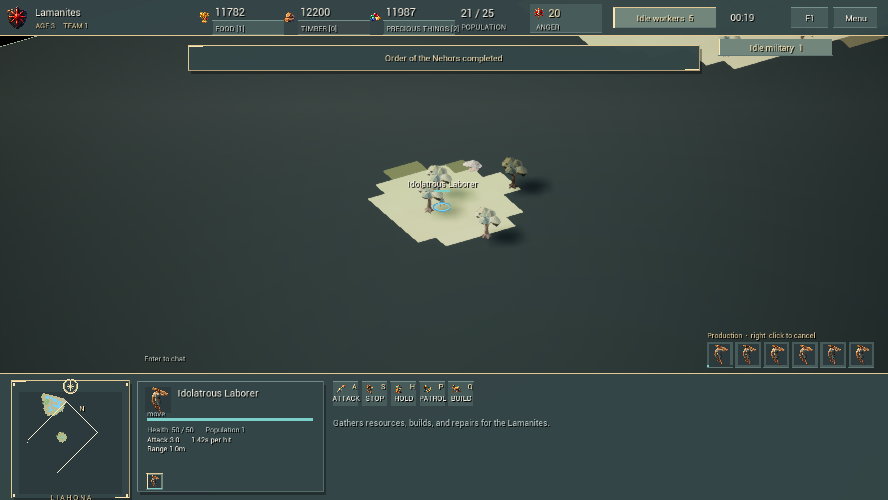 Lamanites
AGE 3 TEAM 1
11782
FOOD [1]
12200
TIMBER [0]
11987
PRECIOUS THINGS [2]
21 / 25
POPULATION
20
ANGER
Idle workers 5
00:19
F1
Menu
Idle military 1
Order of the Nehors completed
Idolatrous Laborer
Production · right click to cancel
Enter to chat
N
LIAHONA
Idolatrous Laborer
move
Health 50 / 50 Population 1
Attack 3.0 1.42s per hit
Range 1.0m
A
ATTACK
S
STOP
H
HOLD
P
PATROL
Q
BUILD
Gathers resources, builds, and repairs for the Lamanites.